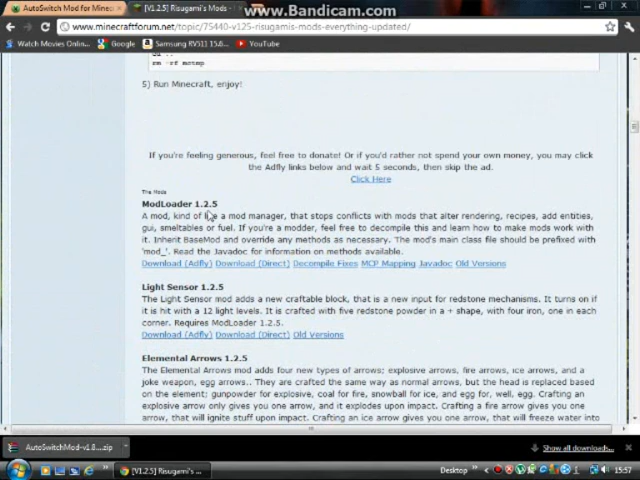 www.Bandicam.com
AutoSwitch Mod for Minec
[V1.2.5] Risugami's Mods -
www.minecraftforum.net/topic/75440-v125-risugamis-mods-everything-updated/
Watch Movies Onlin...
Google
Samsung RV511 15.6...
YouTube
rm -rf mctmp
5) Run Minecraft, enjoy!
If you're feeling generous, feel free to donate! Or if you'd rather not spend your own money, you may click
the Adfly links below and wait 5 seconds, then skip the ad.
Click Here
The Mods
ModLoader 1.2.5
A mod, kind of like a mod manager, that stops conflicts with mods that alter rendering, recipes, add entities,
gui, smeltables or fuel. If you're a modder, feel free to decompile this and learn how to make mods work with
it. Inherit BaseMod and override any methods as necessary. The mod's main class file should be prefixed with
'mod_'. Read the Javadoc for information on methods available.
Download (Adfly) Download (Direct) Decompile Fixes MCP Mapping Javadoc Old Versions
Light Sensor 1.2.5
The Light Sensor mod adds a new craftable block, that is a new input for redstone mechanisms. It turns on if
it is hit with a 12 light levels. It is crafted with five redstone powder in a + shape, with four iron, one in each
corner. Requires ModLoader 1.2.5.
Download (Adfly) Download (Direct) Old Versions
Elemental Arrows 1.2.5
The Elemental Arrows mod adds four new types of arrows; explosive arrows, fire arrows, ice arrows, and a
joke weapon, egg arrows.. They are crafted the same way as normal arrows, but the head is replaced based
on the element; gunpowder for explosive, coal for fire, snowball for ice, and egg for, well, egg. Crafting an
explosive arrow only gives you one arrow, and it explodes upon impact. Crafting a fire arrow gives you one
arrow, that will ignite stuff upon impact. Crafting an ice arrow gives you one arrow, that will freeze water into
AutoSwitchMod-v1.8....zip
Show all downloads...
[V1.2.5] Risugami's ...
Desktop
15:57